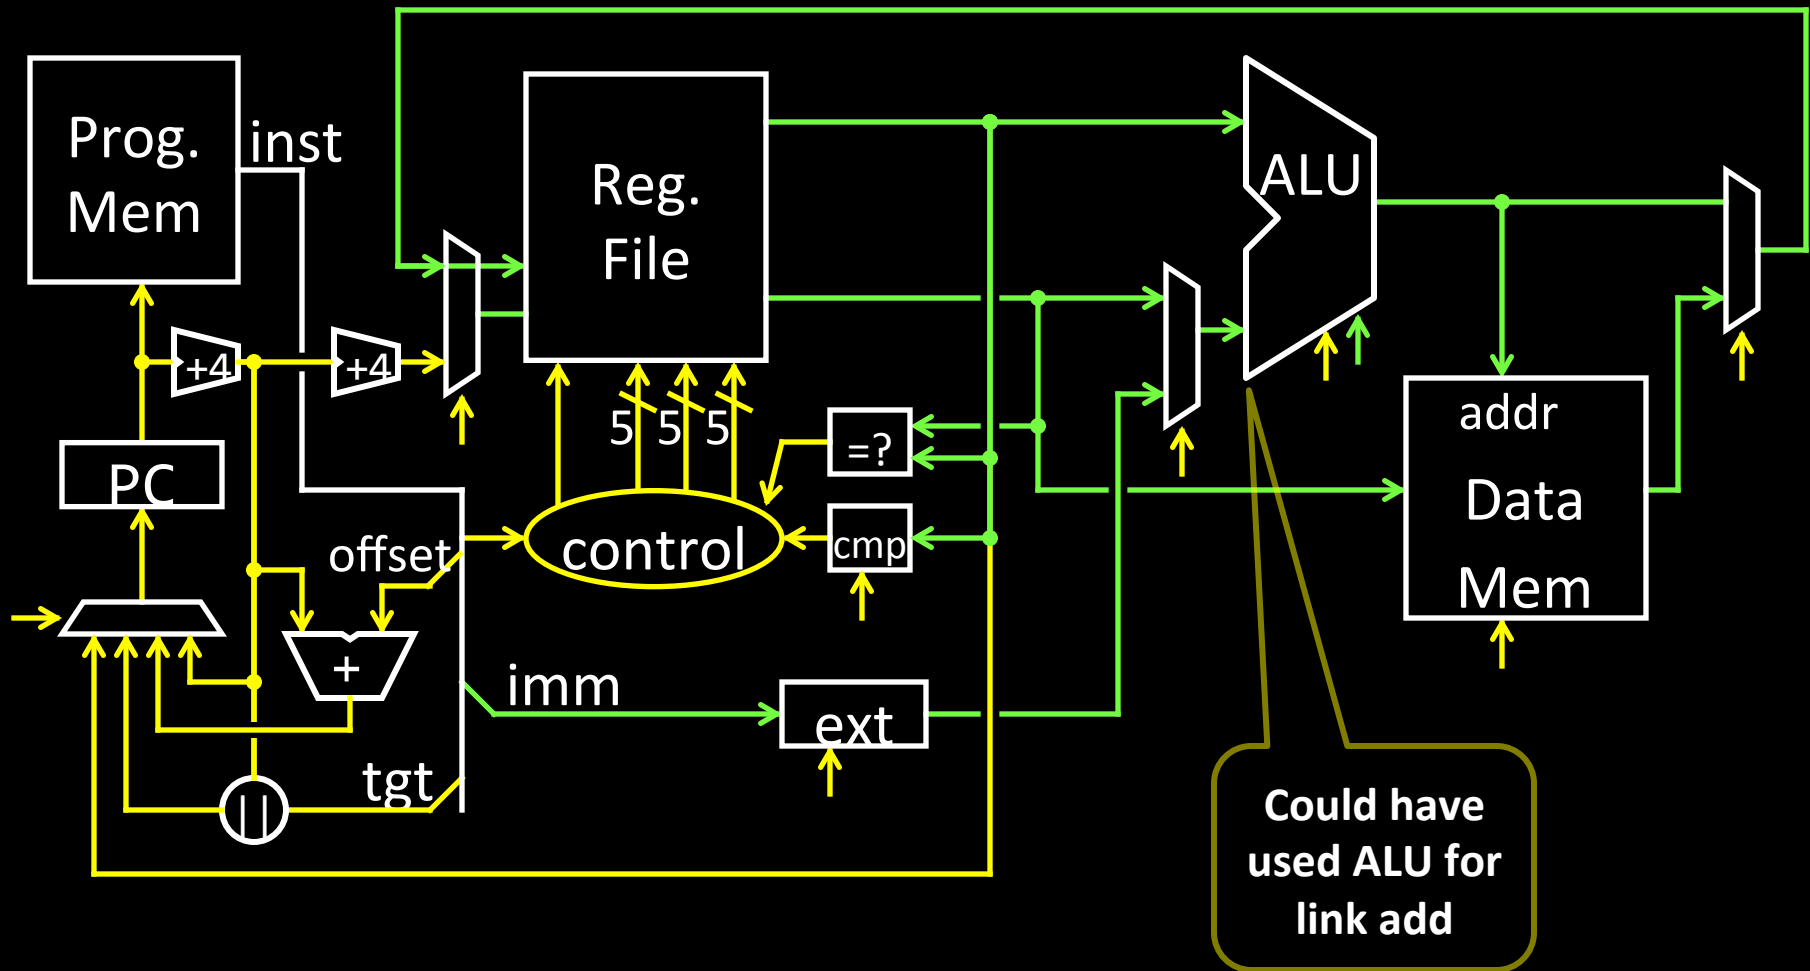 Prog.
Mem
inst
Reg.
File
ALU
+4
+4
5 5 5
=?
addr
PC
Data
offset
control
cmp
Mem
+
imm
ext
tgt
||
Could have
used ALU for
link add